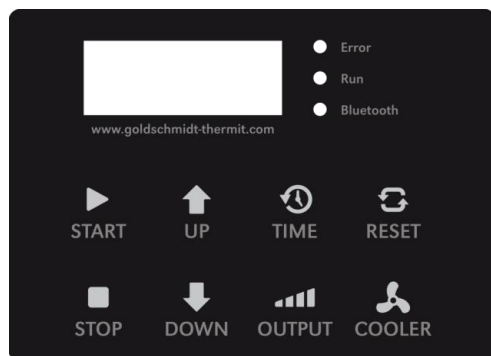 Error
Run
Bluetooth
www.goldschmidt-thermit.com
START UP TIME RESET
STOP DOWN OUTPUT COOLER